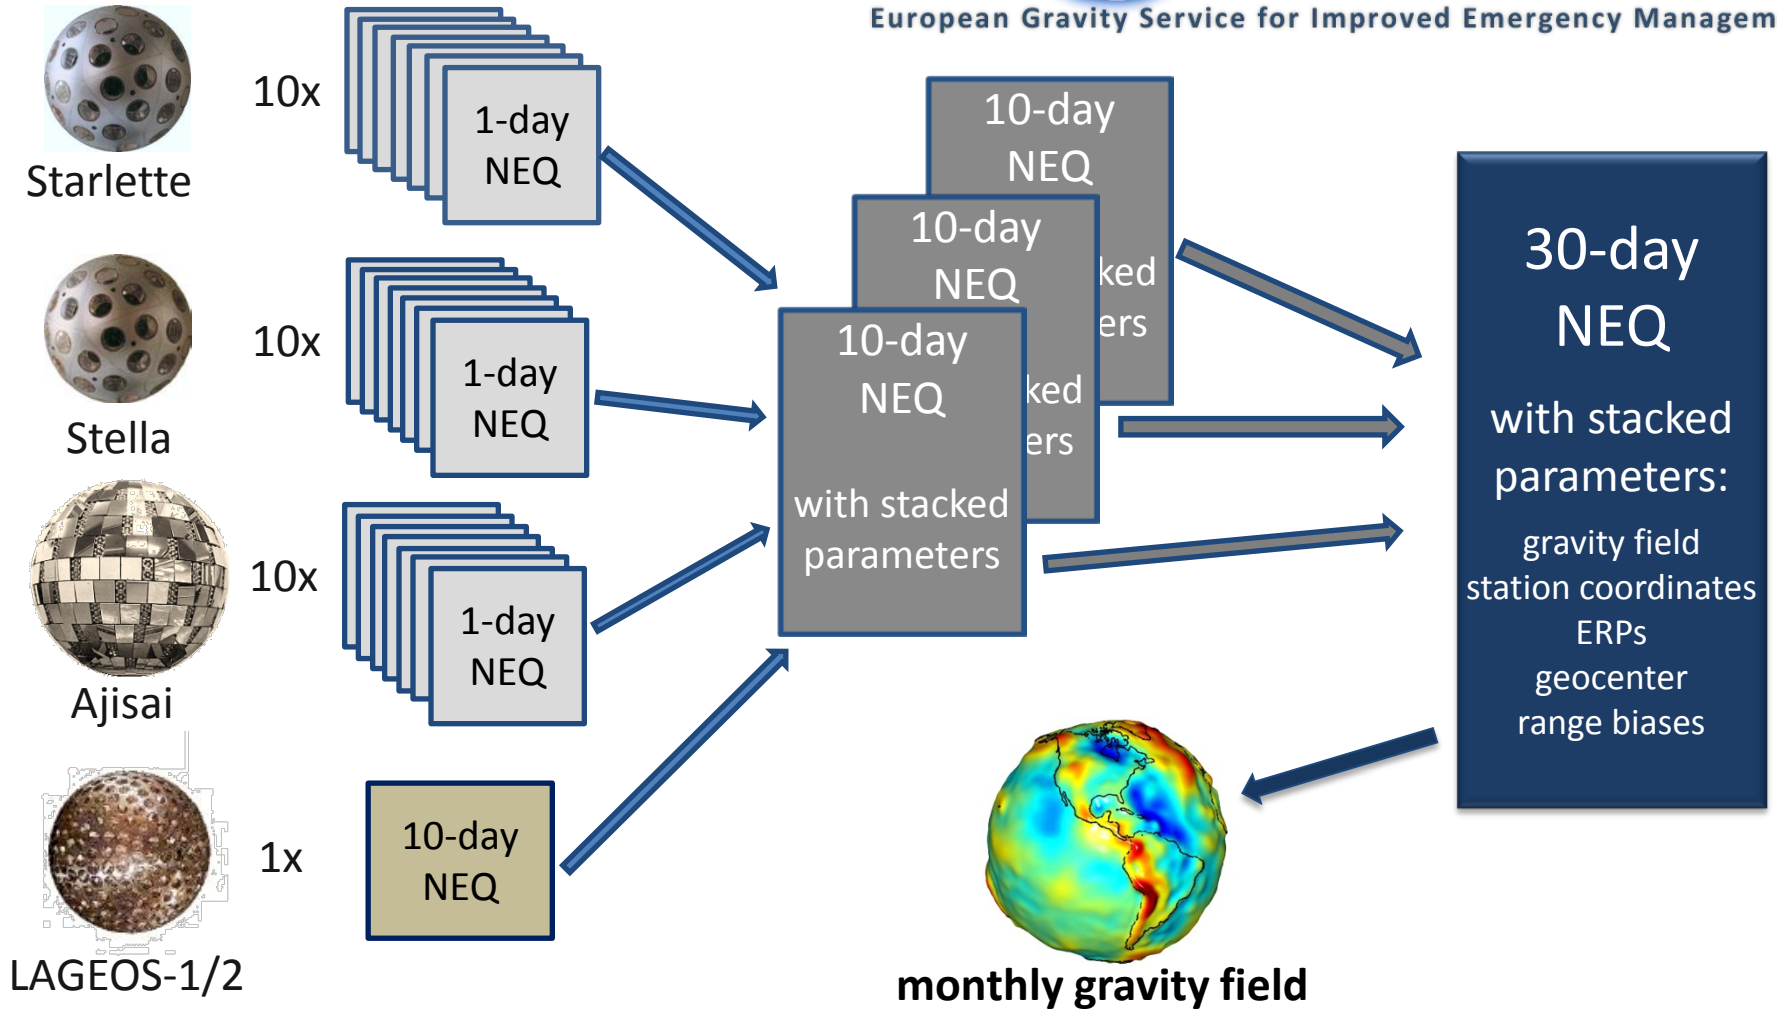 European Gravity Service for Improved Emergency Managem
Starlette
10x
1-day
NEQ
Stella
10x
1-day
NEQ
Ajisai
10x
1-day
NEQ
LAGEOS-1/2
1x
10-day
NEQ
10-day
NEQ
ked
ers
10-day
NEQ
ked
ers
10-day
NEQ
with stacked
parameters
30-day
NEQ
with stacked
parameters:
gravity field
station coordinates
ERPs
geocenter
range biases
monthly gravity field